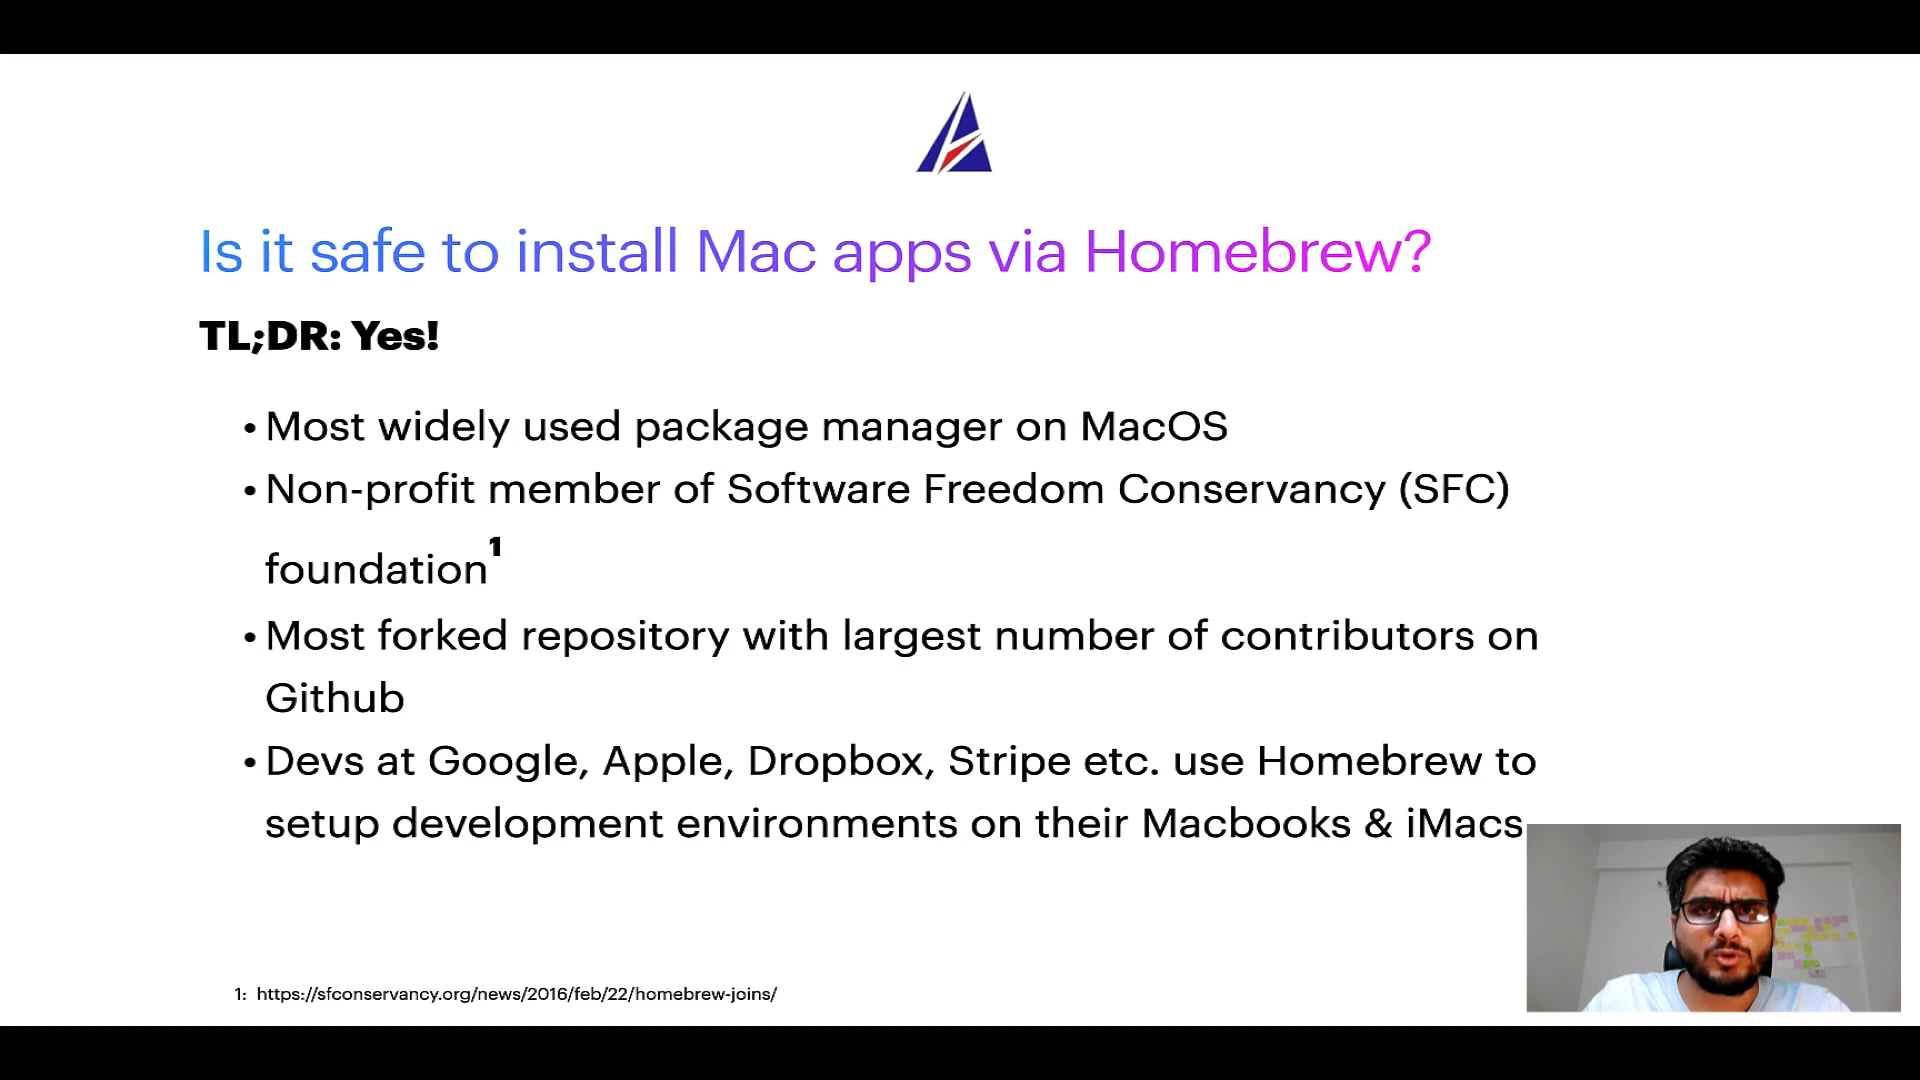 Is it safe to install Mac apps via Homebrew?
TL;DR: Yes!
• Most widely used package manager on MacOS
• Non-profit member of Software Freedom Conservancy (SFC)
foundation1
• Most forked repository with largest number of contributors on
Github
• Devs at Google, Apple, Dropbox, Stripe etc. use Homebrew to
setup development environments on their Macbooks & iMacs
1: https://sfconservancy.org/news/2016/feb/22/homebrew-joins/